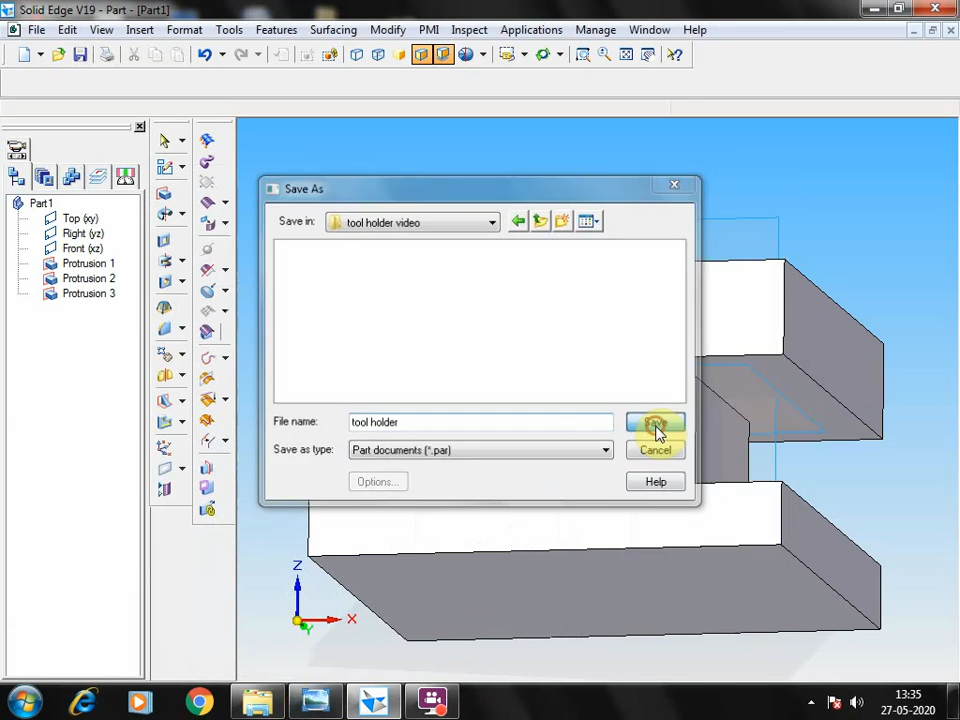 Solid Edge V19 - Part - [Part1]
File Edit View Insert Format Tools Features Surfacing Modify PMI Inspect Applications Manage Window Help
Save As
Save in: tool holder video
Part1
Top (xy)
Right (yz)
Front (xz)
Protrusion 1
Protrusion 2
Protrusion 3
File name: tool holder Save
Save as type: Part documents (*.par) Cancel
Options... Help
Z
X
Y
13:35
27-05-2020